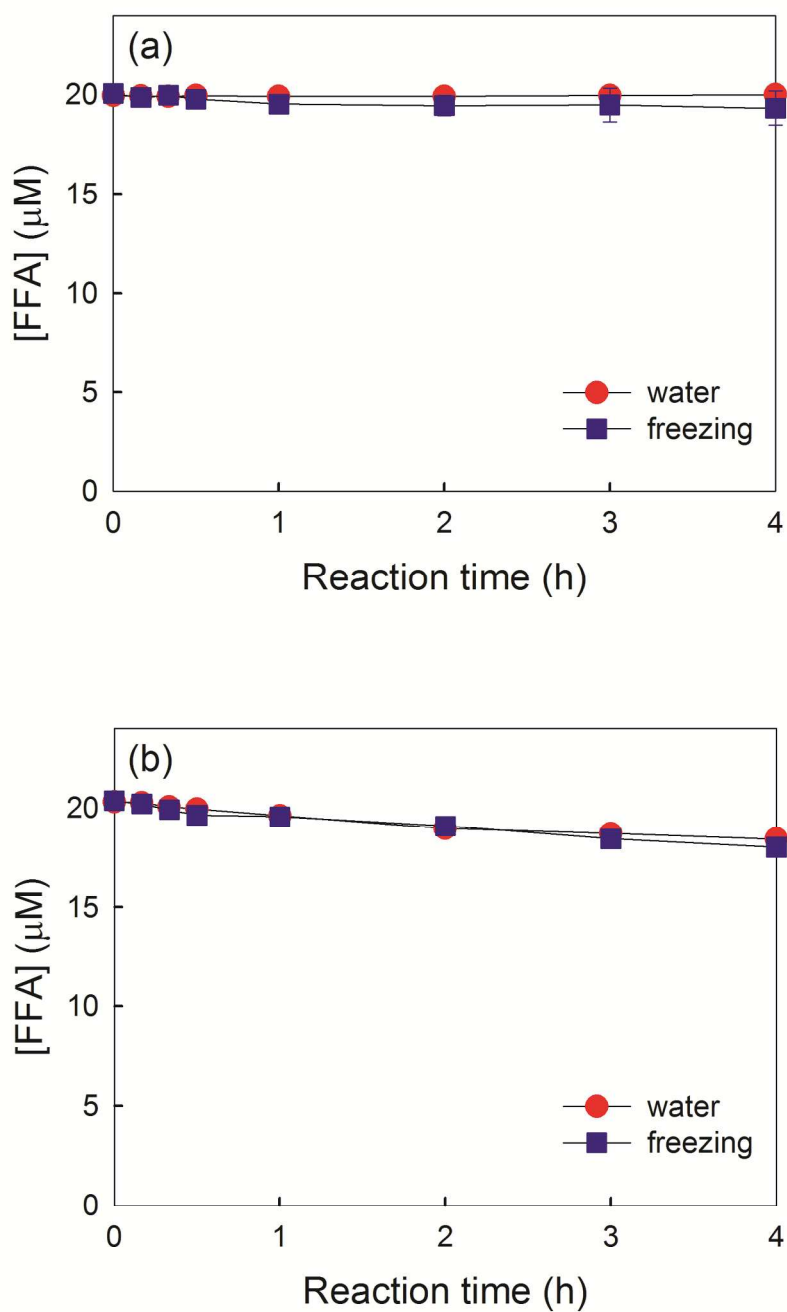 (a)
20
15
10
5
0
[FFA] (μM)
water
freezing
0 1 2 3 4
Reaction time (h)
(b)
20
15
10
5
0
[FFA] (μM)
water
freezing
0 1 2 3 4
Reaction time (h)